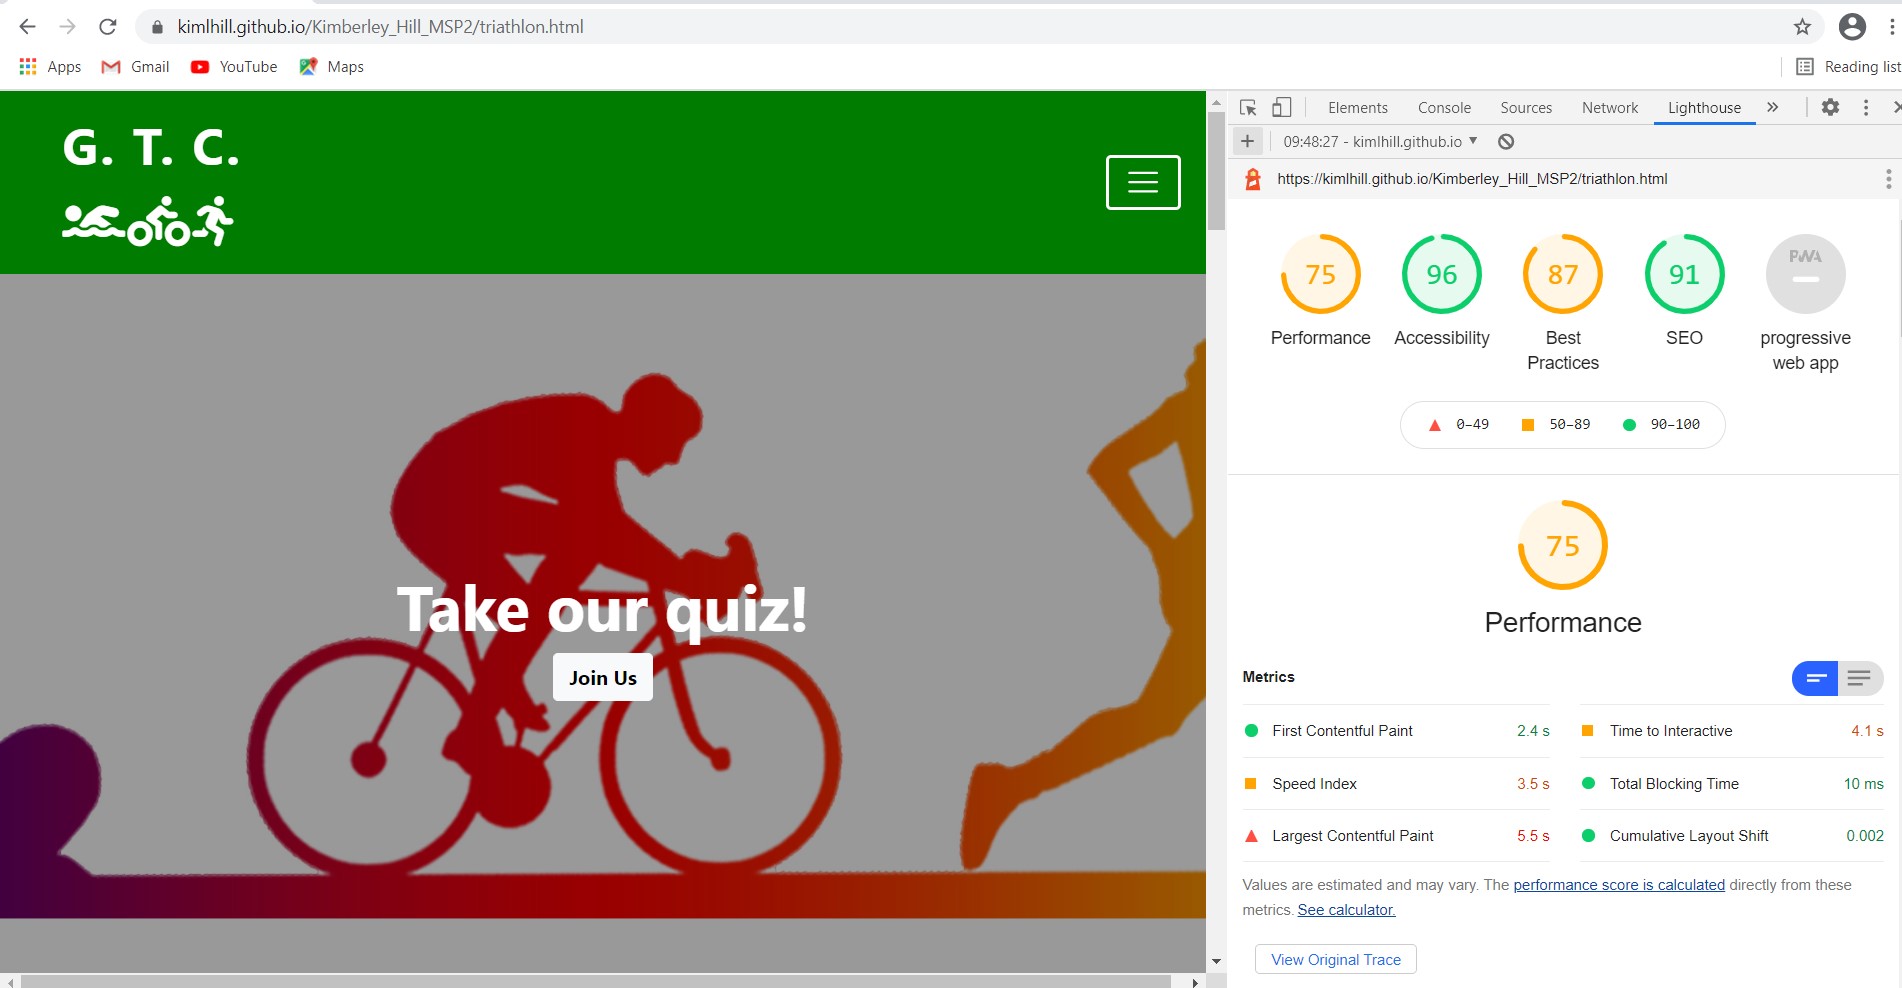 kimlhill.github.io/Kimberley_Hill_MSP2/triathlon.html
Apps Gmail YouTube Maps Reading list
G. T. C.
Take our quiz!
Join Us
Elements Console Sources Network Lighthouse
09:48:27 - kimlhill.github.io
https://kimlhill.github.io/Kimberley_Hill_MSP2/triathlon.html
75 96 87 91 PWA
Performance Accessibility Best Practices SEO progressive web app
0–49 50–89 90–100
75
Performance
Metrics
First Contentful Paint 2.4 s
Time to Interactive 4.1 s
Speed Index 3.5 s
Total Blocking Time 10 ms
Largest Contentful Paint 5.5 s
Cumulative Layout Shift 0.002
Values are estimated and may vary. The performance score is calculated directly from these
metrics. See calculator.
View Original Trace